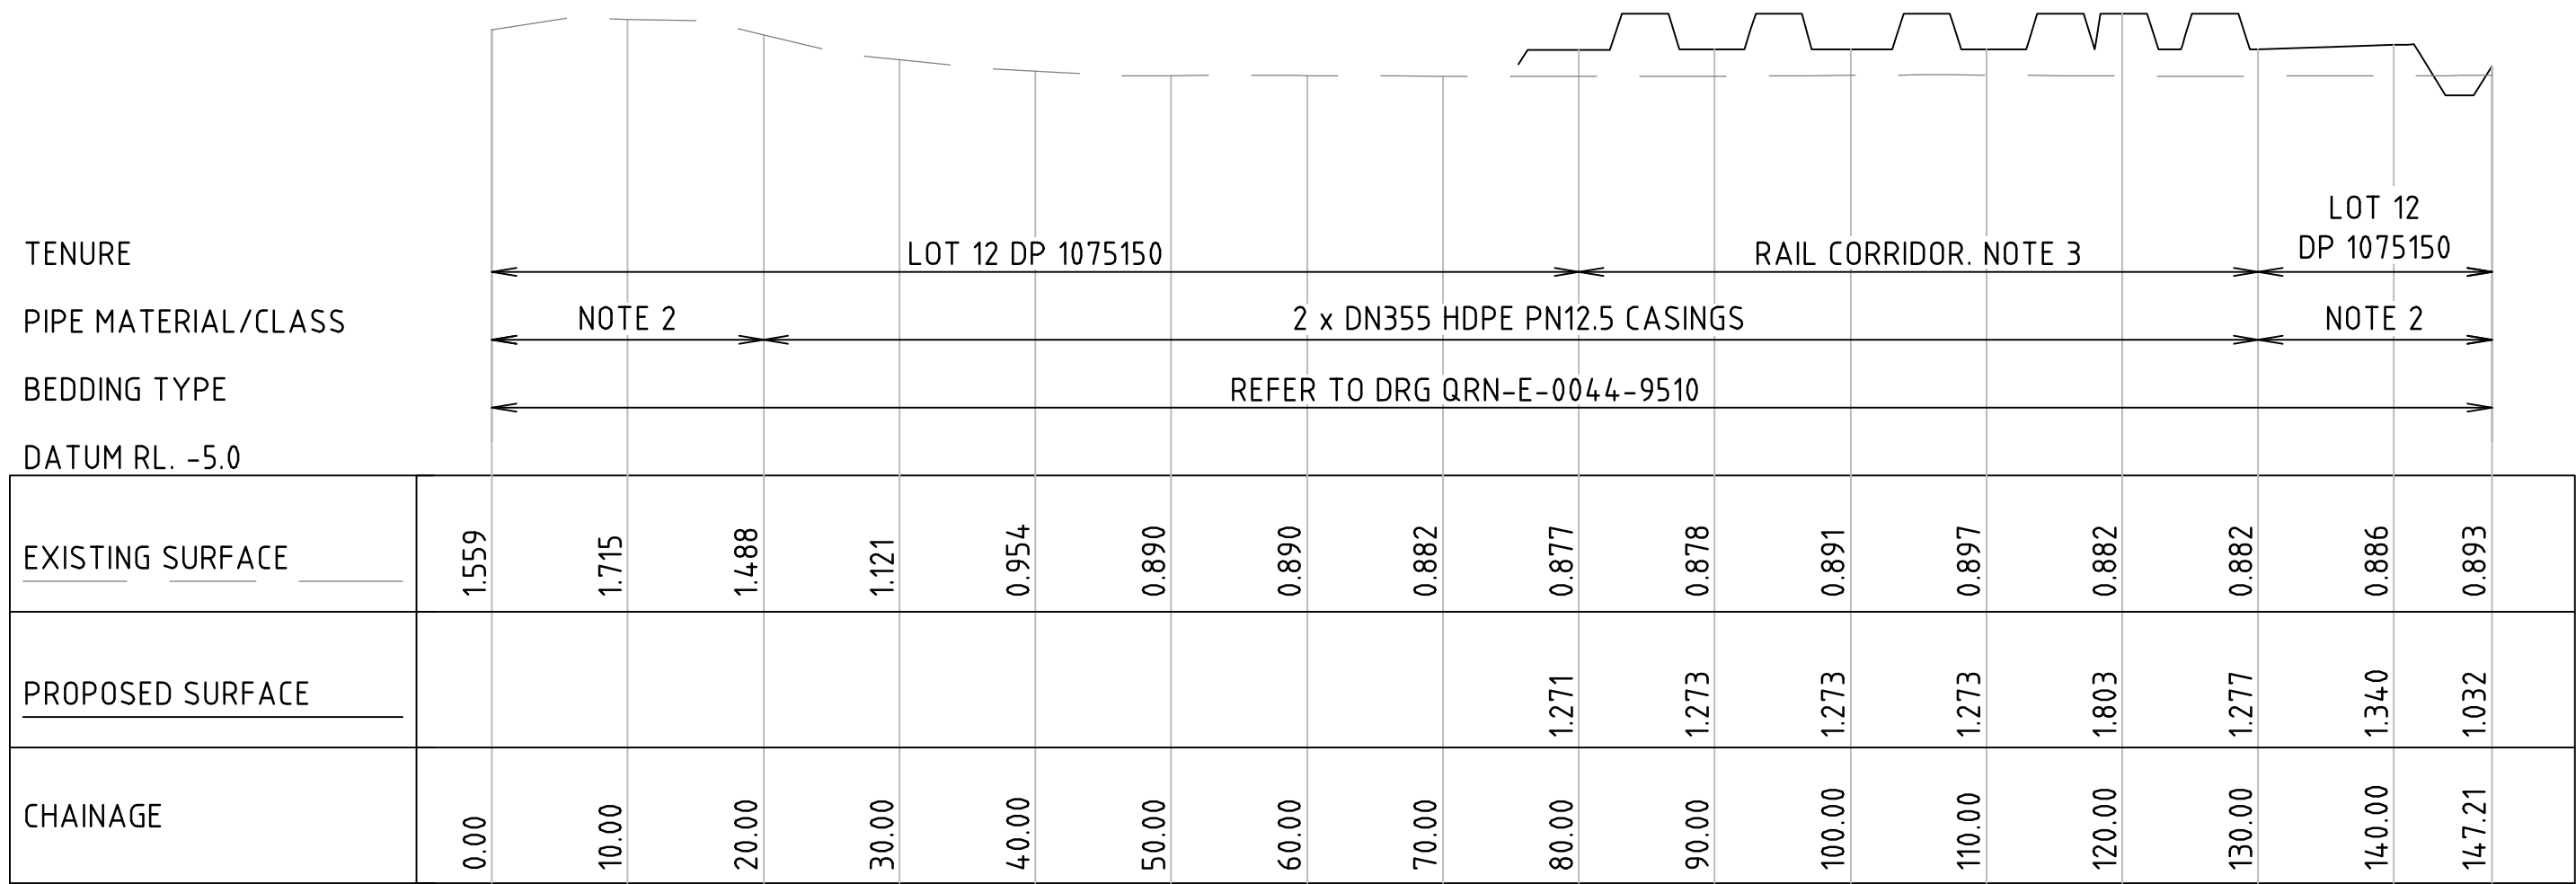 LOT 12
TENURE LOT 12 DP 1075150 RAIL CORRIDOR. NOTE 3 DP 1075150
PIPE MATERIAL/CLASS NOTE 2 2 x DN355 HDPE PN12.5 CASINGS NOTE 2
BEDDING TYPE REFER TO DRG QRN-E-0044-9510
DATUM RL. -5.0
EXISTING SURFACE 1.559 1.715 1.488 1.121 0.954 0.890 0.890 0.882 0.877 0.878 0.891 0.897 0.882 0.882 0.886 0.893
PROPOSED SURFACE 1.271 1.273 1.273 1.273 1.803 1.277 1.340 1.032
CHAINAGE 0.00 10.00 20.00 30.00 40.00 50.00 60.00 70.00 80.00 90.00 100.00 110.00 120.00 130.00 140.00 147.21